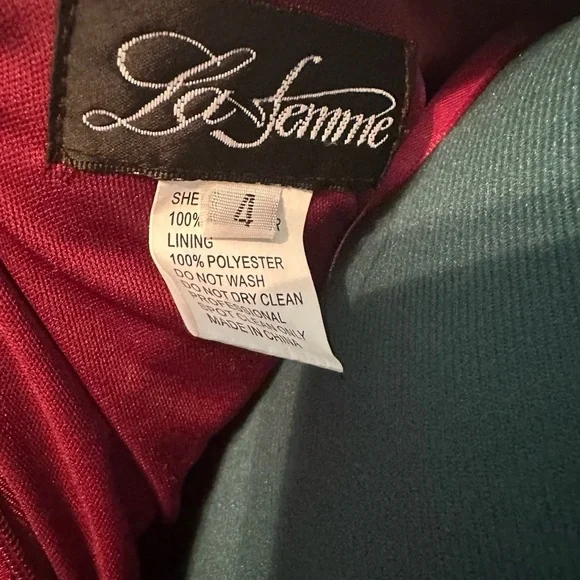 La Femme
SHE
100% R
LINING
100% POLYESTER
DO NOT WASH
DO NOT DRY CLEAN
PROFESSIONAL
SPOT CLEAN ONLY
MADE IN CHINA